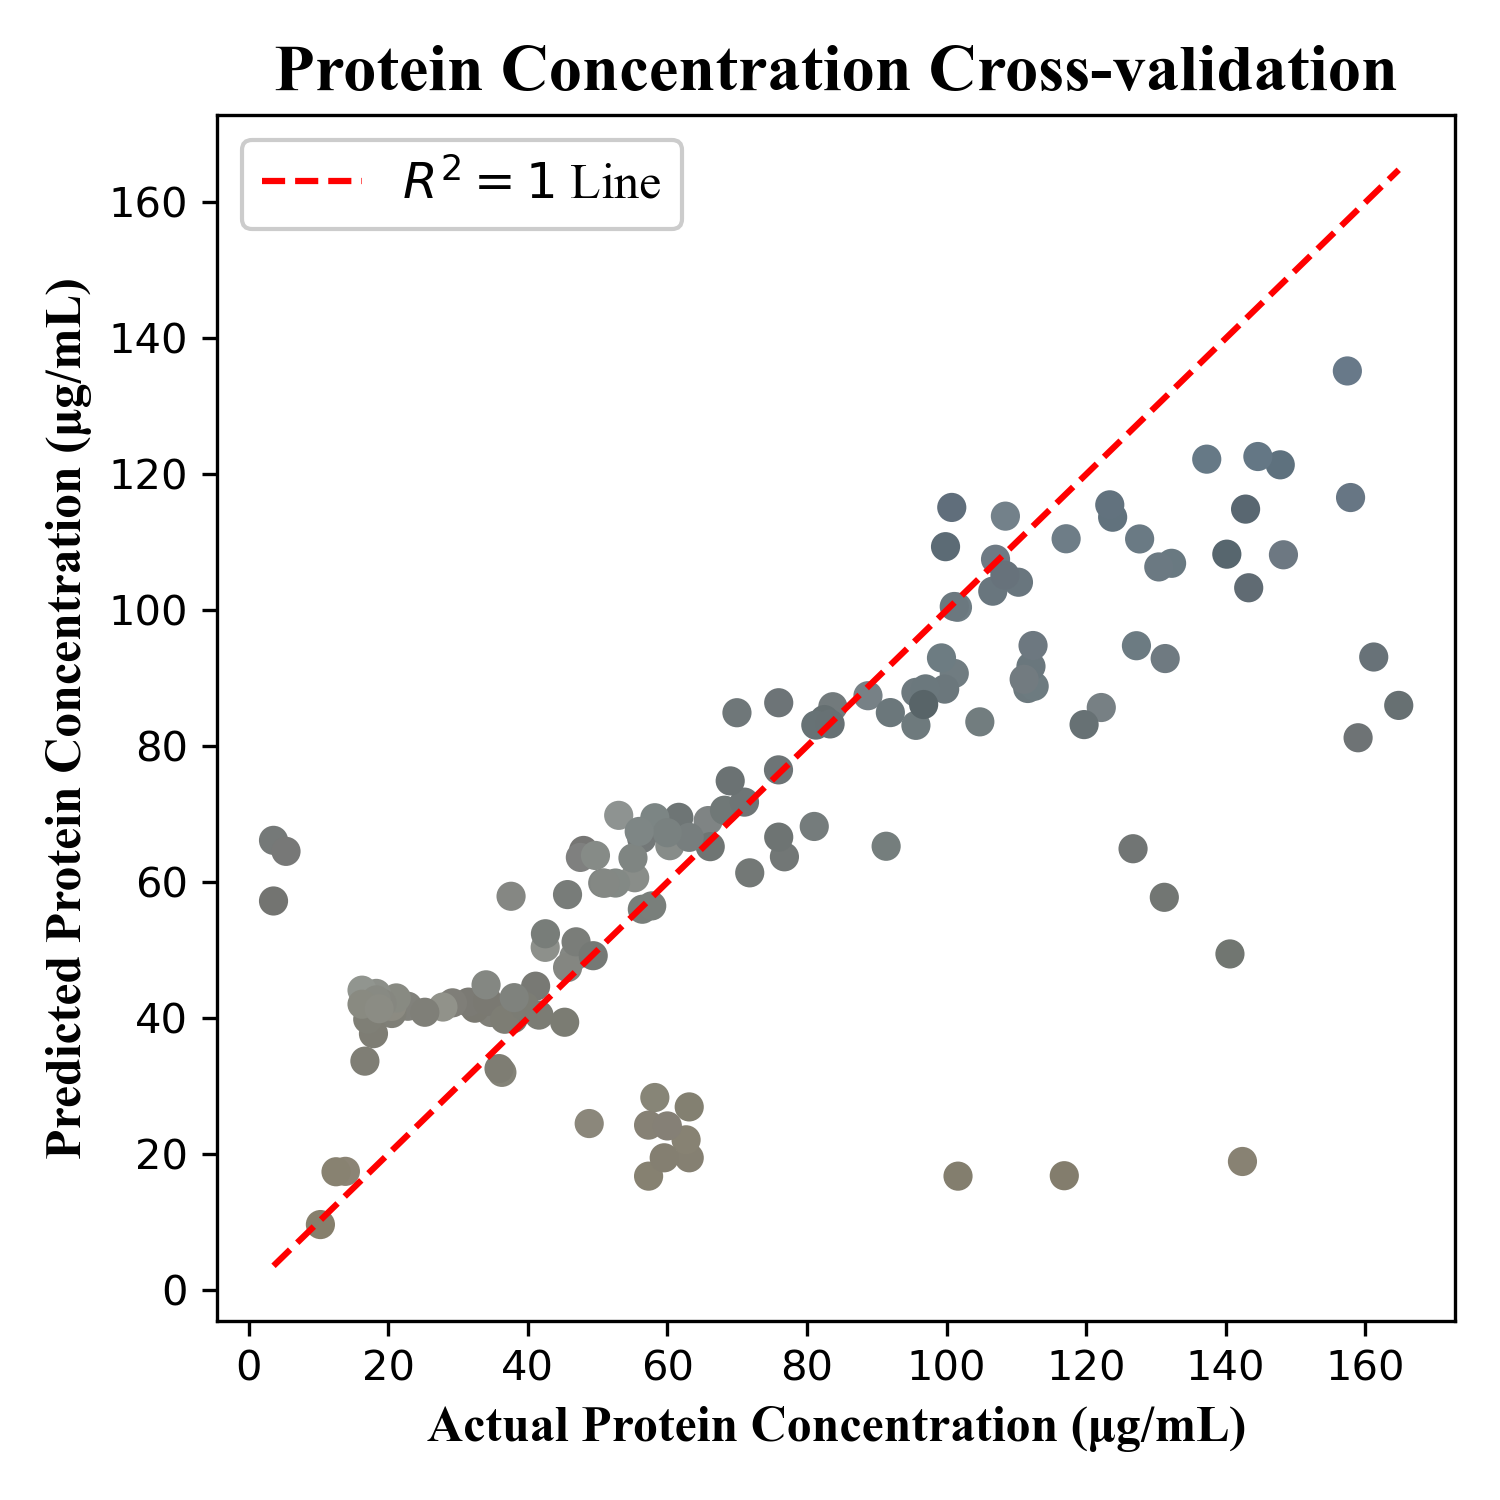 Protein Concentration Cross-validation
R² = 1 Line
Predicted Protein Concentration (μg/mL)
160
140
120
100
80
60
40
20
0
0 20 40 60 80 100 120 140 160
Actual Protein Concentration (μg/mL)